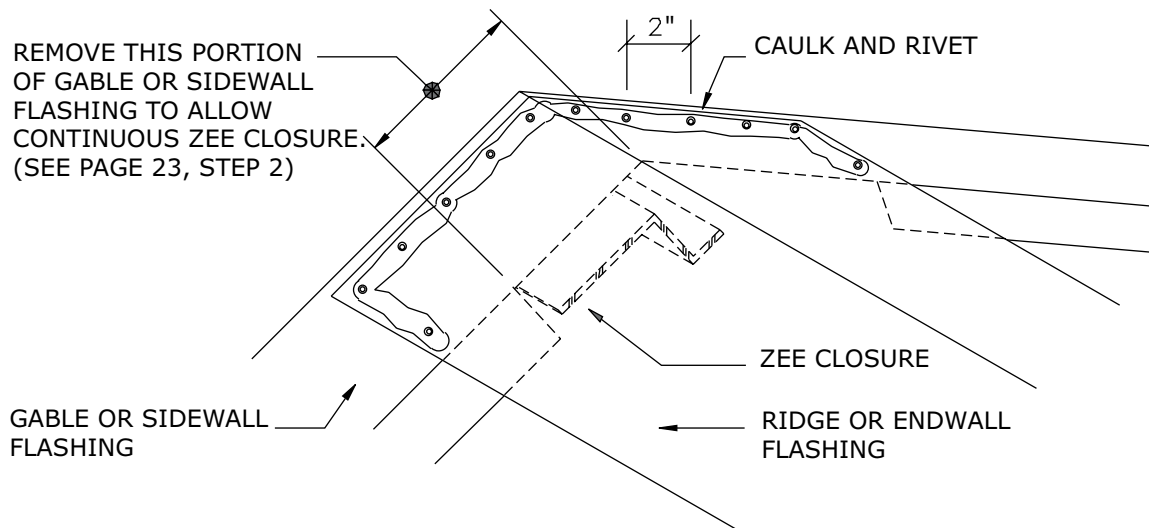 REMOVE THIS PORTION
OF GABLE OR SIDEWALL
FLASHING TO ALLOW
CONTINUOUS ZEE CLOSURE.
(SEE PAGE 23, STEP 2)
2"
CAULK AND RIVET
ZEE CLOSURE
GABLE OR SIDEWALL
FLASHING
RIDGE OR ENDWALL
FLASHING